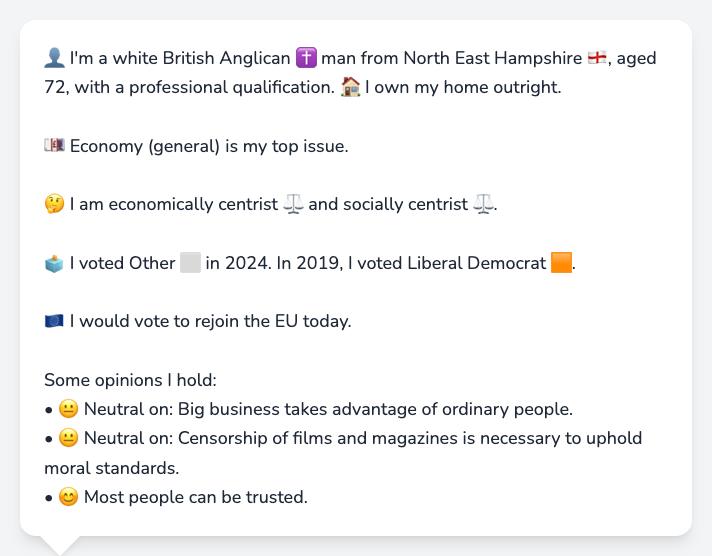 👤 I'm a white British Anglican ✝️ man from North East Hampshire 🏴󠁧󠁢󠁥󠁮󠁧󠁿, aged
72, with a professional qualification. 🏠 I own my home outright.
💷 Economy (general) is my top issue.
🤔 I am economically centrist ⚖️ and socially centrist ⚖️.
🗳️ I voted Other ⬜ in 2024. In 2019, I voted Liberal Democrat 🟧.
🇪🇺 I would vote to rejoin the EU today.
Some opinions I hold:
• 😐 Neutral on: Big business takes advantage of ordinary people.
• 😐 Neutral on: Censorship of films and magazines is necessary to uphold
moral standards.
• 😊 Most people can be trusted.